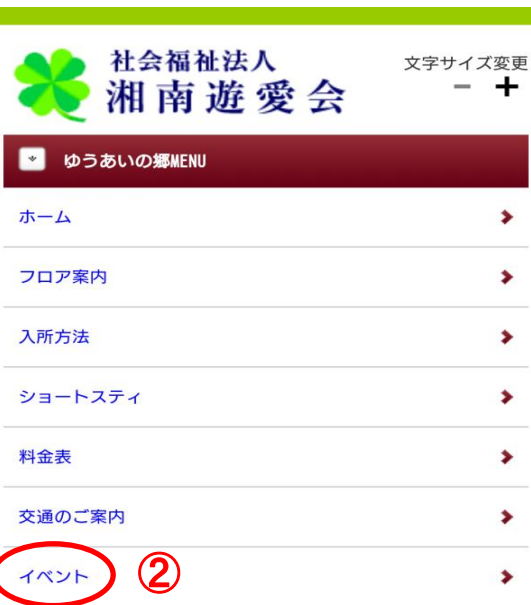 社会福祉法人
湘南遊愛会
文字サイズ変更
− +
ゆうあいの郷MENU
ホーム
フロア案内
入所方法
ショートスティ
料金表
交通のご案内
イベント ②